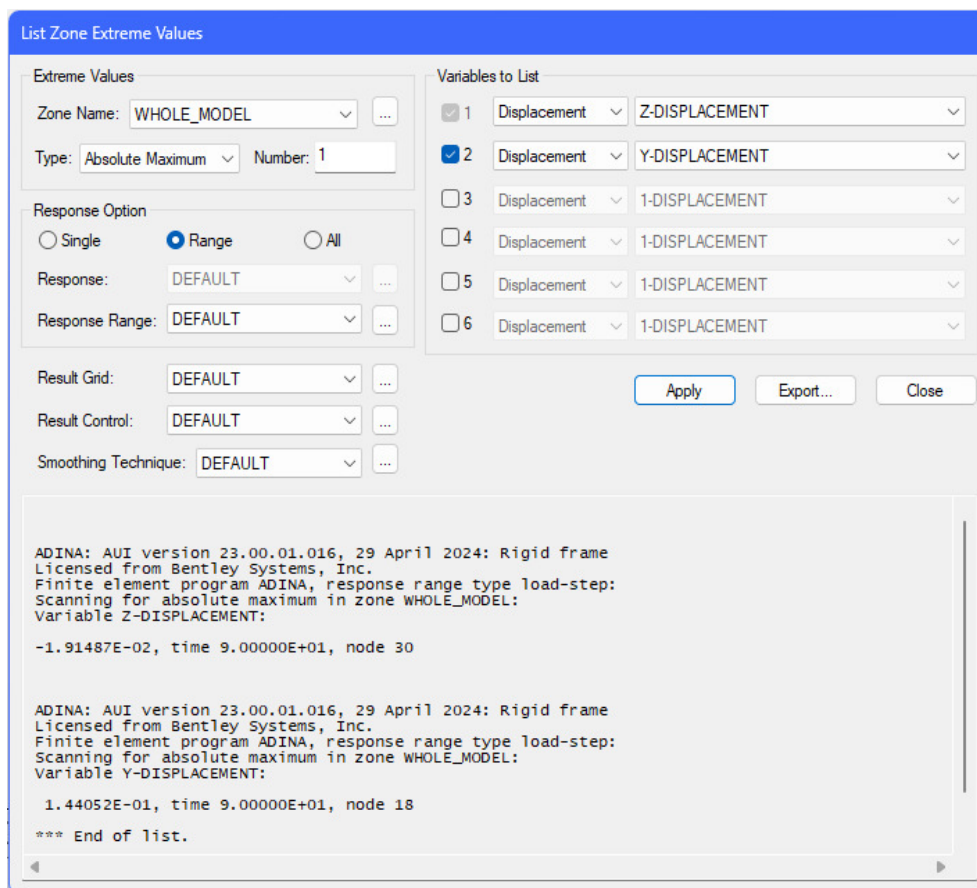 List Zone Extreme Values
Extreme Values
Zone Name: WHOLE_MODEL ...
Type: Absolute Maximum Number: 1
Response Option
Single Range All
Response: DEFAULT ...
Response Range: DEFAULT ...
Result Grid: DEFAULT ...
Result Control: DEFAULT ...
Smoothing Technique: DEFAULT ...
Variables to List
1 Displacement Z-DISPLACEMENT
2 Displacement Y-DISPLACEMENT
3 Displacement 1-DISPLACEMENT
4 Displacement 1-DISPLACEMENT
5 Displacement 1-DISPLACEMENT
6 Displacement 1-DISPLACEMENT
Apply Export... Close
ADINA: AUI version 23.00.01.016, 29 April 2024: Rigid frame
Licensed from Bentley Systems, Inc.
Finite element program ADINA, response range type load-step:
Scanning for absolute maximum in zone WHOLE_MODEL:
Variable Z-DISPLACEMENT:
-1.91487E-02, time 9.00000E+01, node 30
ADINA: AUI version 23.00.01.016, 29 April 2024: Rigid frame
Licensed from Bentley Systems, Inc.
Finite element program ADINA, response range type load-step:
Scanning for absolute maximum in zone WHOLE_MODEL:
Variable Y-DISPLACEMENT:
1.44052E-01, time 9.00000E+01, node 18
*** End of list.